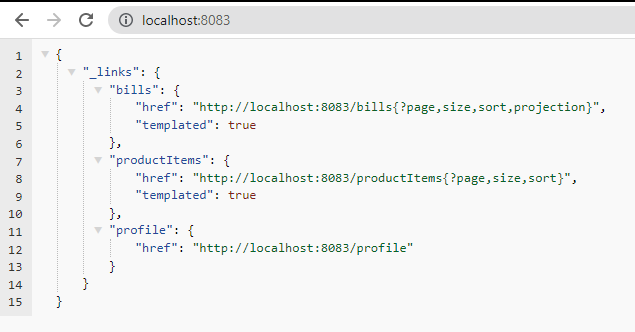 localhost:8083
1 {
2 "_links": {
3 "bills": {
4 "href": "http://localhost:8083/bills{?page,size,sort,projection}",
5 "templated": true
6 },
7 "productItems": {
8 "href": "http://localhost:8083/productItems{?page,size,sort}",
9 "templated": true
10 },
11 "profile": {
12 "href": "http://localhost:8083/profile"
13 }
14 }
15 }